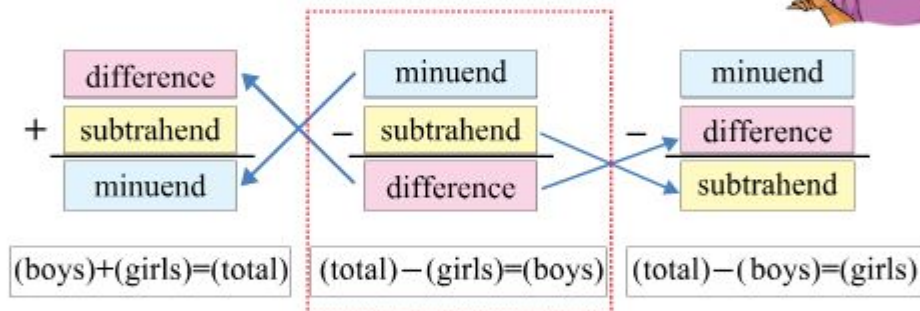 difference
+ subtrahend
minuend
minuend
− subtrahend
difference
minuend
− difference
subtrahend
(boys)+(girls)=(total)
(total)−(girls)=(boys)
(total)−(boys)=(girls)